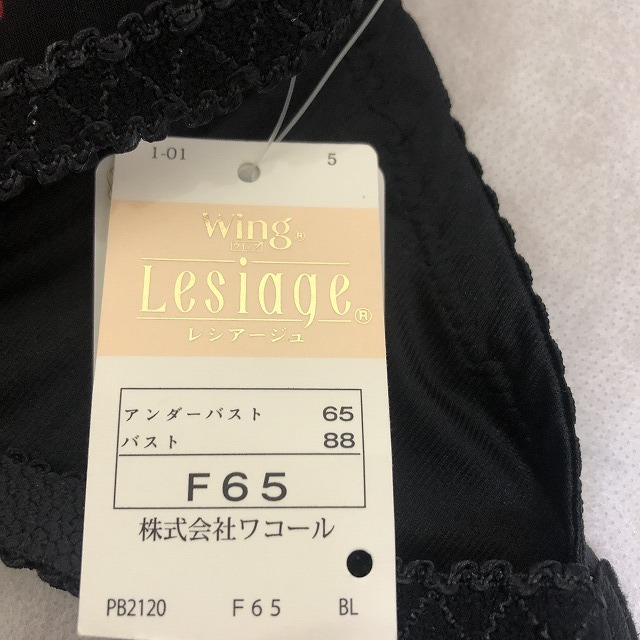 1-01 5
Wing®
ウイング
Lesiage®
レシアージュ
アンダーバスト 65
バスト 88
F65
株式会社ワコール
PB2120 F65 BL